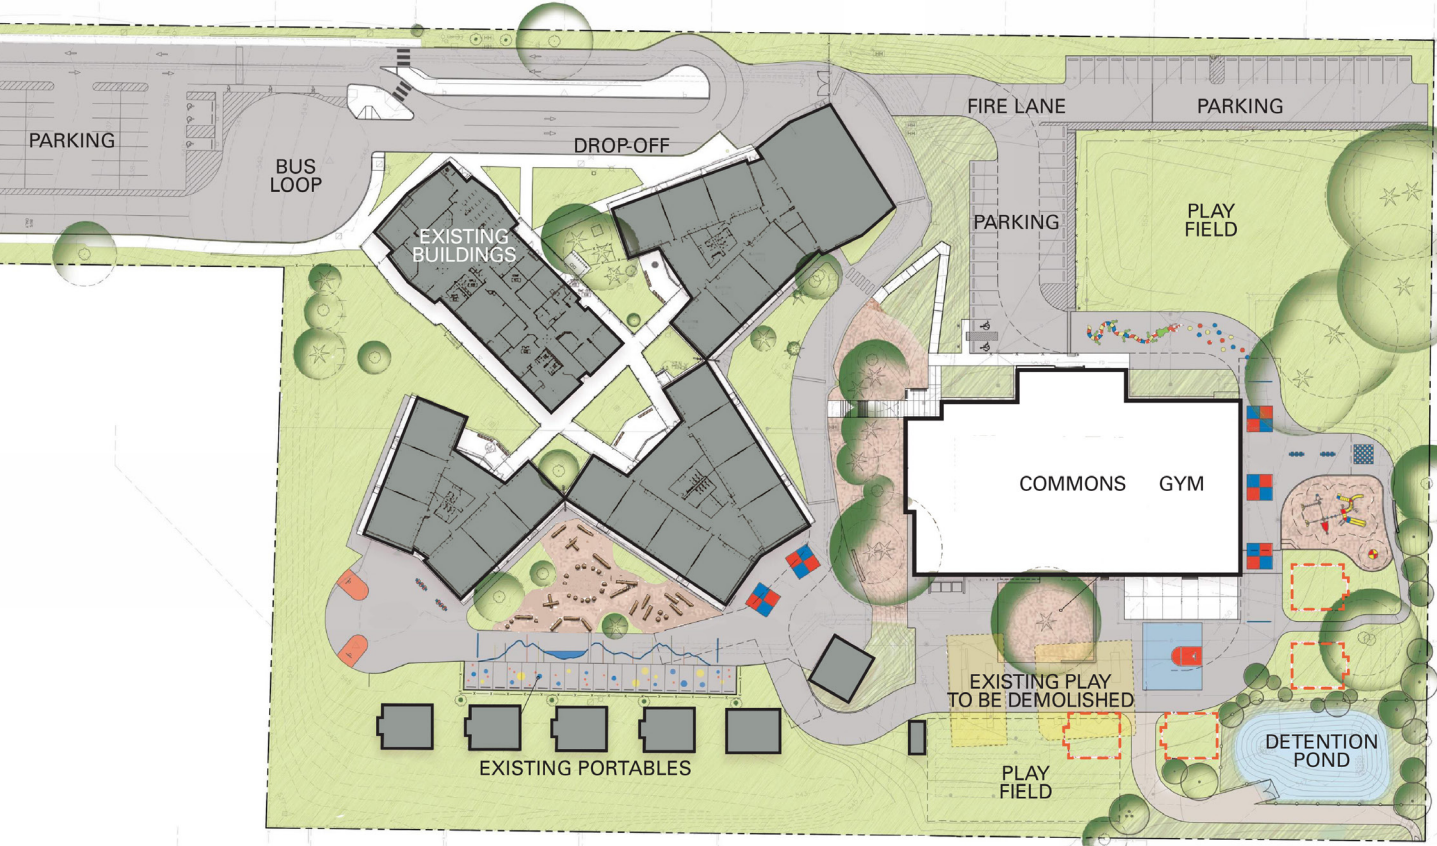 FIRE LANE
PARKING
PARKING
DROP-OFF
BUS
LOOP
PLAY
FIELD
PARKING
EXISTING
BUILDINGS
COMMONS
GYM
EXISTING PLAY
TO BE DEMOLISHED
DETENTION
POND
EXISTING PORTABLES
PLAY
FIELD